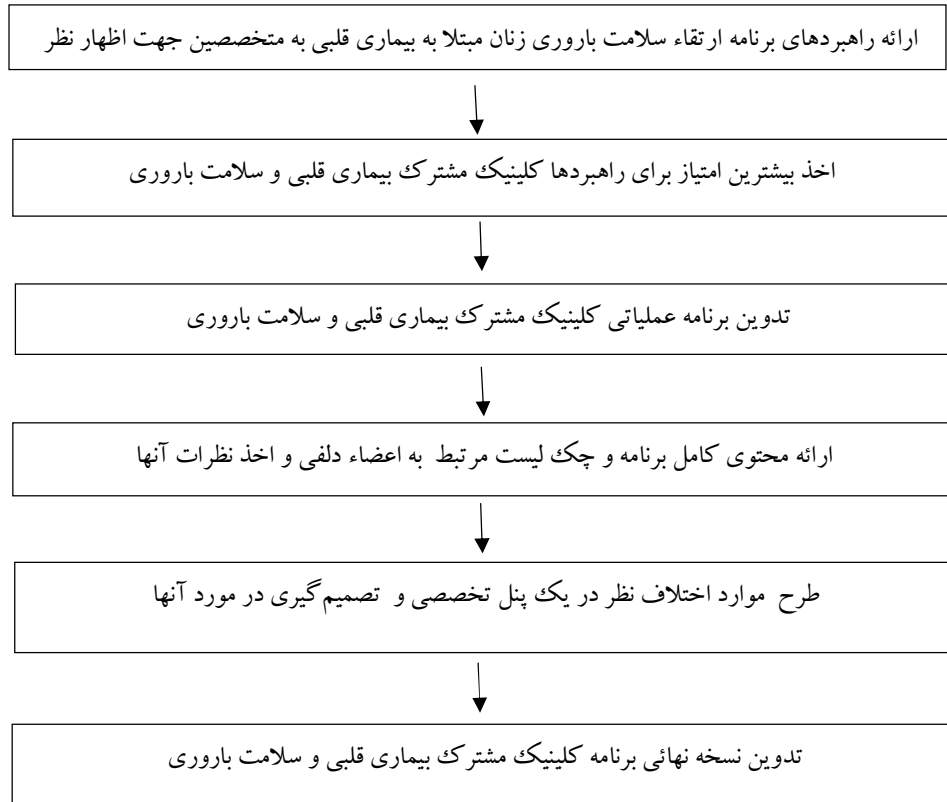 ارائه راهبردهای برنامه ارتقاء سلامت باروری زنان مبتلا به بیماری قلبی به متخصصین جهت اظهار نظر
اخذ بیشترین امتیاز برای راهبردها کلینیک مشترک بیماری قلبی و سلامت باروری
تدوین برنامه عملیاتی کلینیک مشترک بیماری قلبی و سلامت باروری
ارائه محتوی کامل برنامه و چک لیست مرتبط به اعضاء دلفی و اخذ نظرات آنها
طرح موارد اختلاف نظر در یک پنل تخصصی و تصمیم‌گیری در مورد آنها
تدوین نسخه نهائی برنامه کلینیک مشترک بیماری قلبی و سلامت باروری